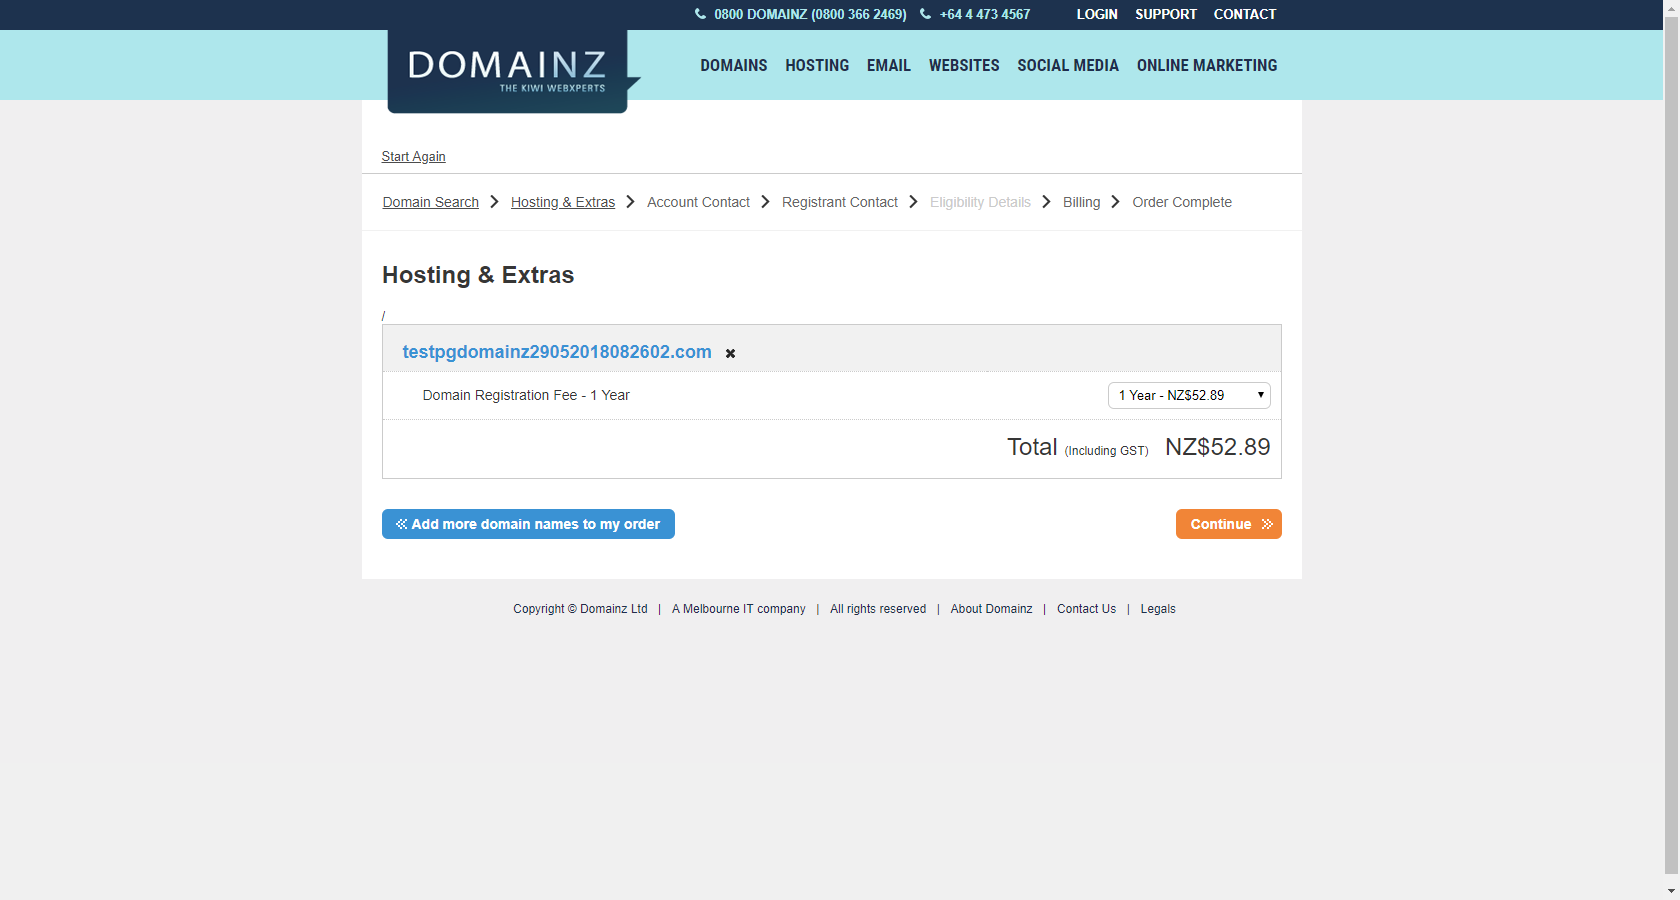 0800 DOMAINZ (0800 366 2469) +64 4 473 4567 LOGIN SUPPORT CONTACT
DOMAINZ
THE KIWI WEBXPERTS
DOMAINS HOSTING EMAIL WEBSITES SOCIAL MEDIA ONLINE MARKETING
Start Again
Domain Search Hosting & Extras Account Contact Registrant Contact Eligibility Details Billing Order Complete
Hosting & Extras
/
testpgdomainz29052018082602.com
Domain Registration Fee - 1 Year 1 Year - NZ$52.89
Total (Including GST) NZ$52.89
Add more domain names to my order Continue
Copyright © Domainz Ltd | A Melbourne IT company | All rights reserved | About Domainz | Contact Us | Legals